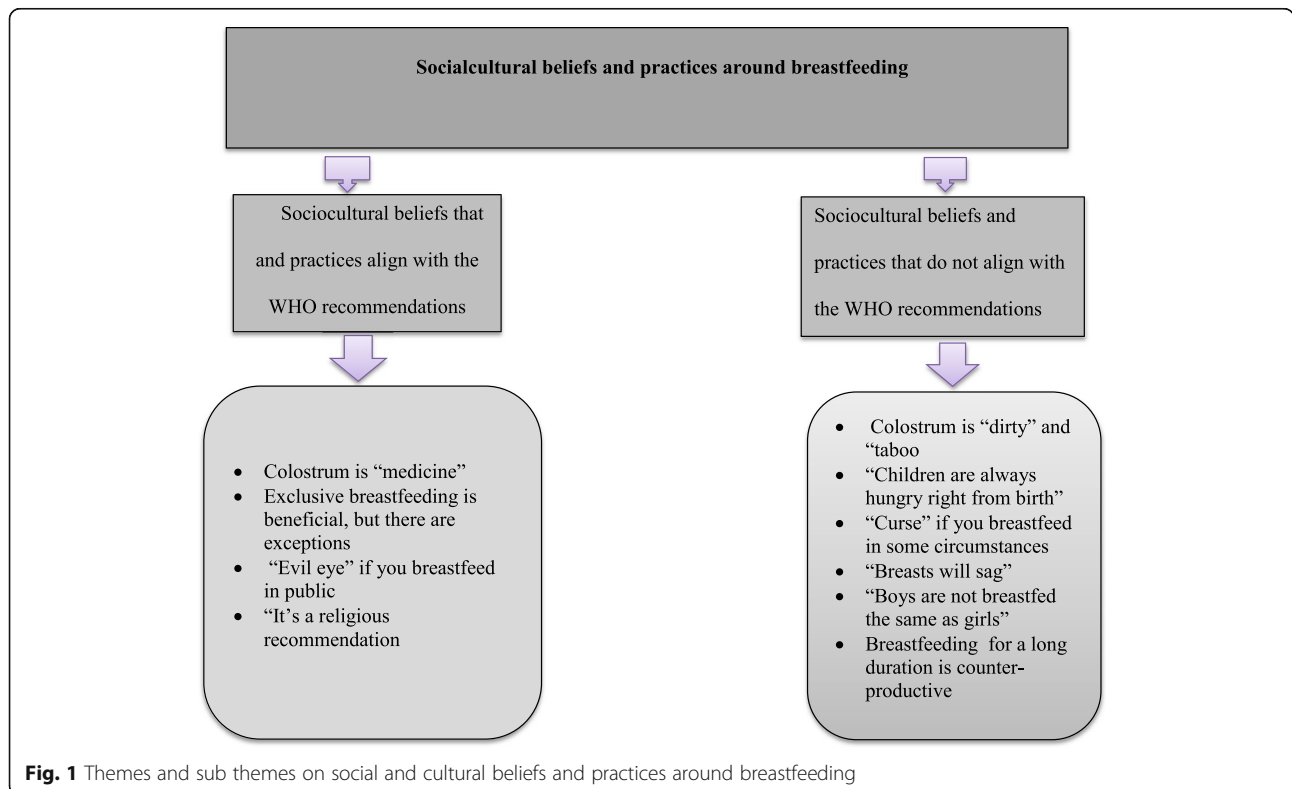 Socialcultural beliefs and practices around breastfeeding
Sociocultural beliefs that
and practices align with the
WHO recommendations
Sociocultural beliefs and
practices that do not align with
the WHO recommendations
• Colostrum is “medicine”
• Exclusive breastfeeding is
beneficial, but there are
exceptions
• “Evil eye” if you breastfeed
in public
• “It’s a religious
recommendation
• Colostrum is “dirty” and
“taboo
• “Children are always
hungry right from birth”
• “Curse” if you breastfeed
in some circumstances
• “Breasts will sag”
• “Boys are not breastfed
the same as girls”
• Breastfeeding for a long
duration is counter-
productive
Fig. 1 Themes and sub themes on social and cultural beliefs and practices around breastfeeding